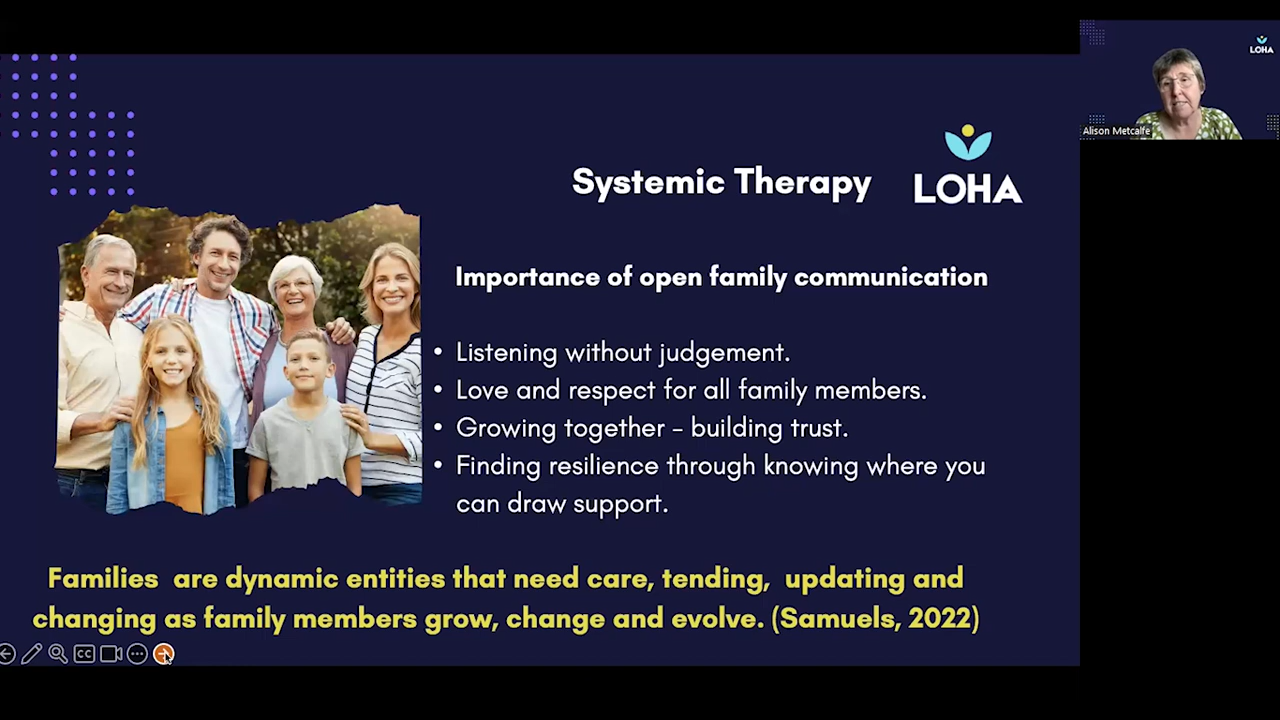 LOHA
Alison Metcalfe
Systemic Therapy
LOHA
Importance of open family communication
• Listening without judgement.
• Love and respect for all family members.
• Growing together - building trust.
• Finding resilience through knowing where you
can draw support.
Families are dynamic entities that need care, tending, updating and
changing as family members grow, change and evolve. (Samuels, 2022)
CC